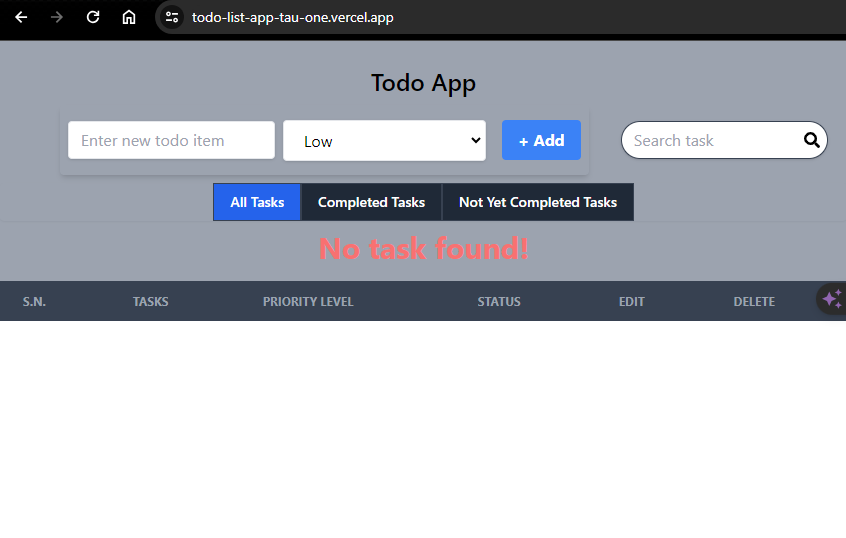 todo-list-app-tau-one.vercel.app
Todo App
Enter new todo item Low + Add Search task
All Tasks Completed Tasks Not Yet Completed Tasks
No task found!
S.N. TASKS PRIORITY LEVEL STATUS EDIT DELETE